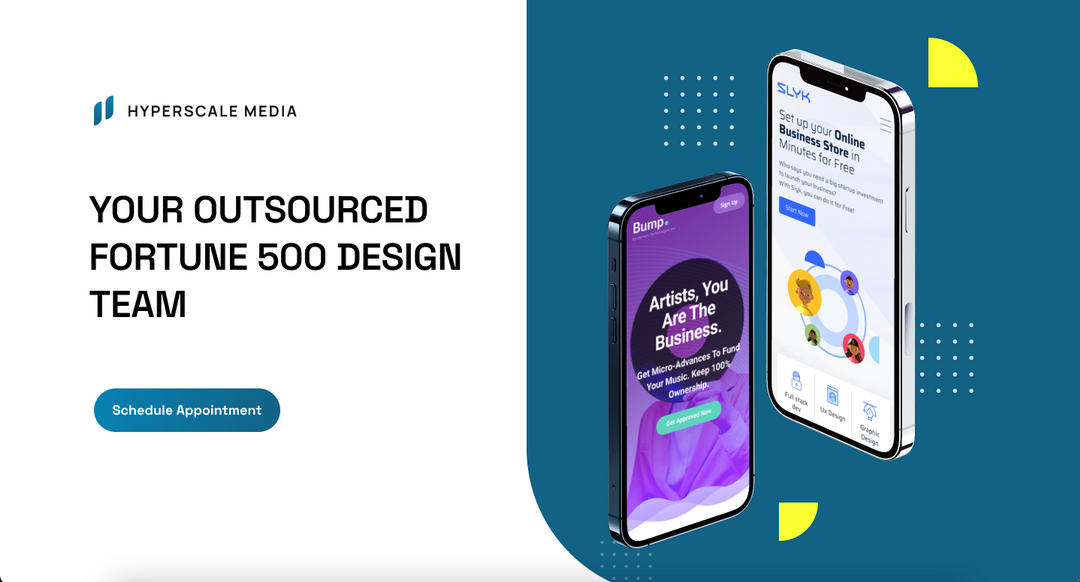 HYPERSCALE MEDIA
YOUR OUTSOURCED
FORTUNE 500 DESIGN
TEAM
Schedule Appointment
Bump
Sign Up
Artists, You
Are The
Business.
Get Micro-Advances To Fund
Your Music. Keep 100%
Ownership.
Get Approved Now
SLYK
Set up your Online
Business Store in
Minutes for Free
Who says you need a big startup investment
to launch your business?
With Slyk, you can do it for Free!
Start Now
Full stack
dev
Ux Design
Graphic
Design